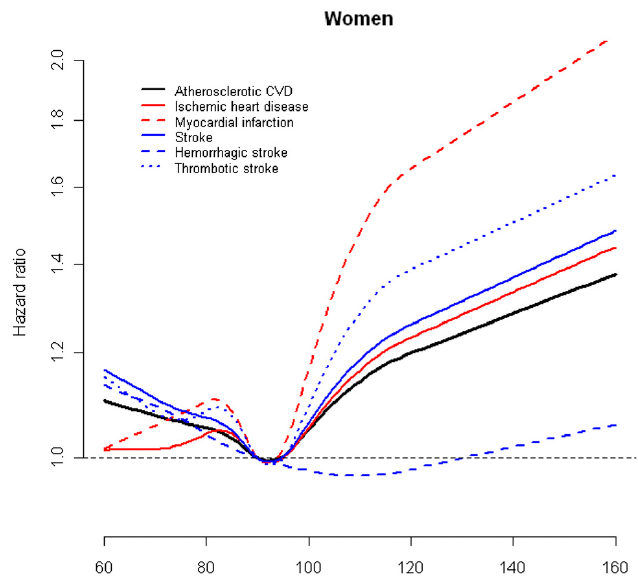 Women
Atherosclerotic CVD
Ischemic heart disease
Myocardial infarction
Stroke
Hemorrhagic stroke
Thrombotic stroke
Hazard ratio
2.0
1.8
1.6
1.4
1.2
1.0
60 80 100 120 140 160